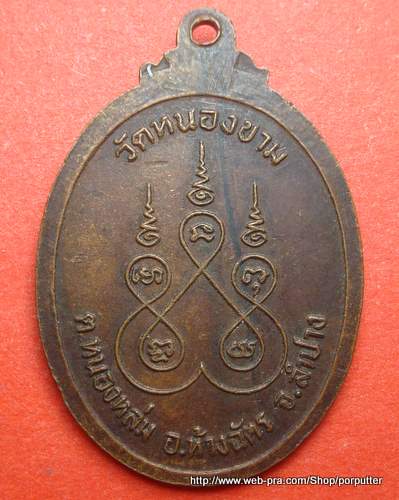 วัดหนองขาม
ต.หนองหล่ม อ.ห้างฉัตร จ.ลำปาง
http://www.web-pra.com/Shop/porputter